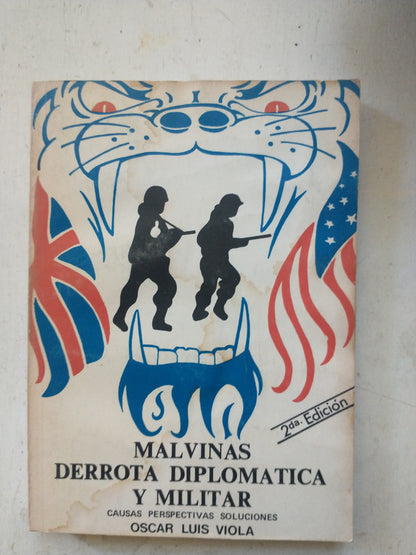 2da. Edición
MALVINAS
DERROTA DIPLOMATICA
Y MILITAR
CAUSAS PERSPECTIVAS SOLUCIONES
OSCAR LUIS VIOLA